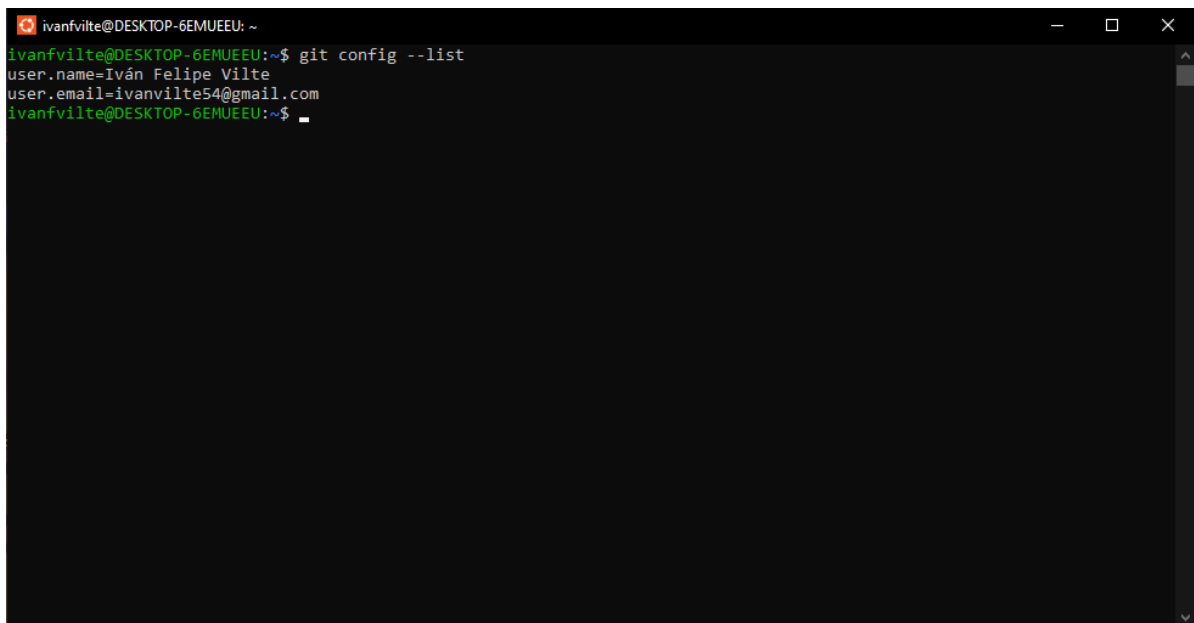 ivanfvilte@DESKTOP-6EMUEEU: ~
ivanfvilte@DESKTOP-6EMUEEU:~$ git config --list
user.name=Iván Felipe Vilte
user.email=ivanvilte54@gmail.com
ivanfvilte@DESKTOP-6EMUEEU:~$